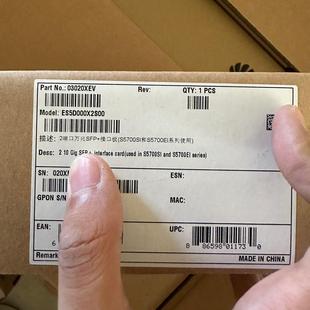 Part No.: 03020XEV Rev: QTY: 1 PCS
Model: ES5D000X2S00
描述: 2端口万兆SFP+接口板(S5700SI和S5700EI系列使用)
Desc: 2 10 Gig SFP+ interface card(used in S5700SI and S5700EI series)
SN: 020X ESN:
GPON S/N MAC:
EAN: UPC:
6 8 86598 01173 0
Remark MADE IN CHINA